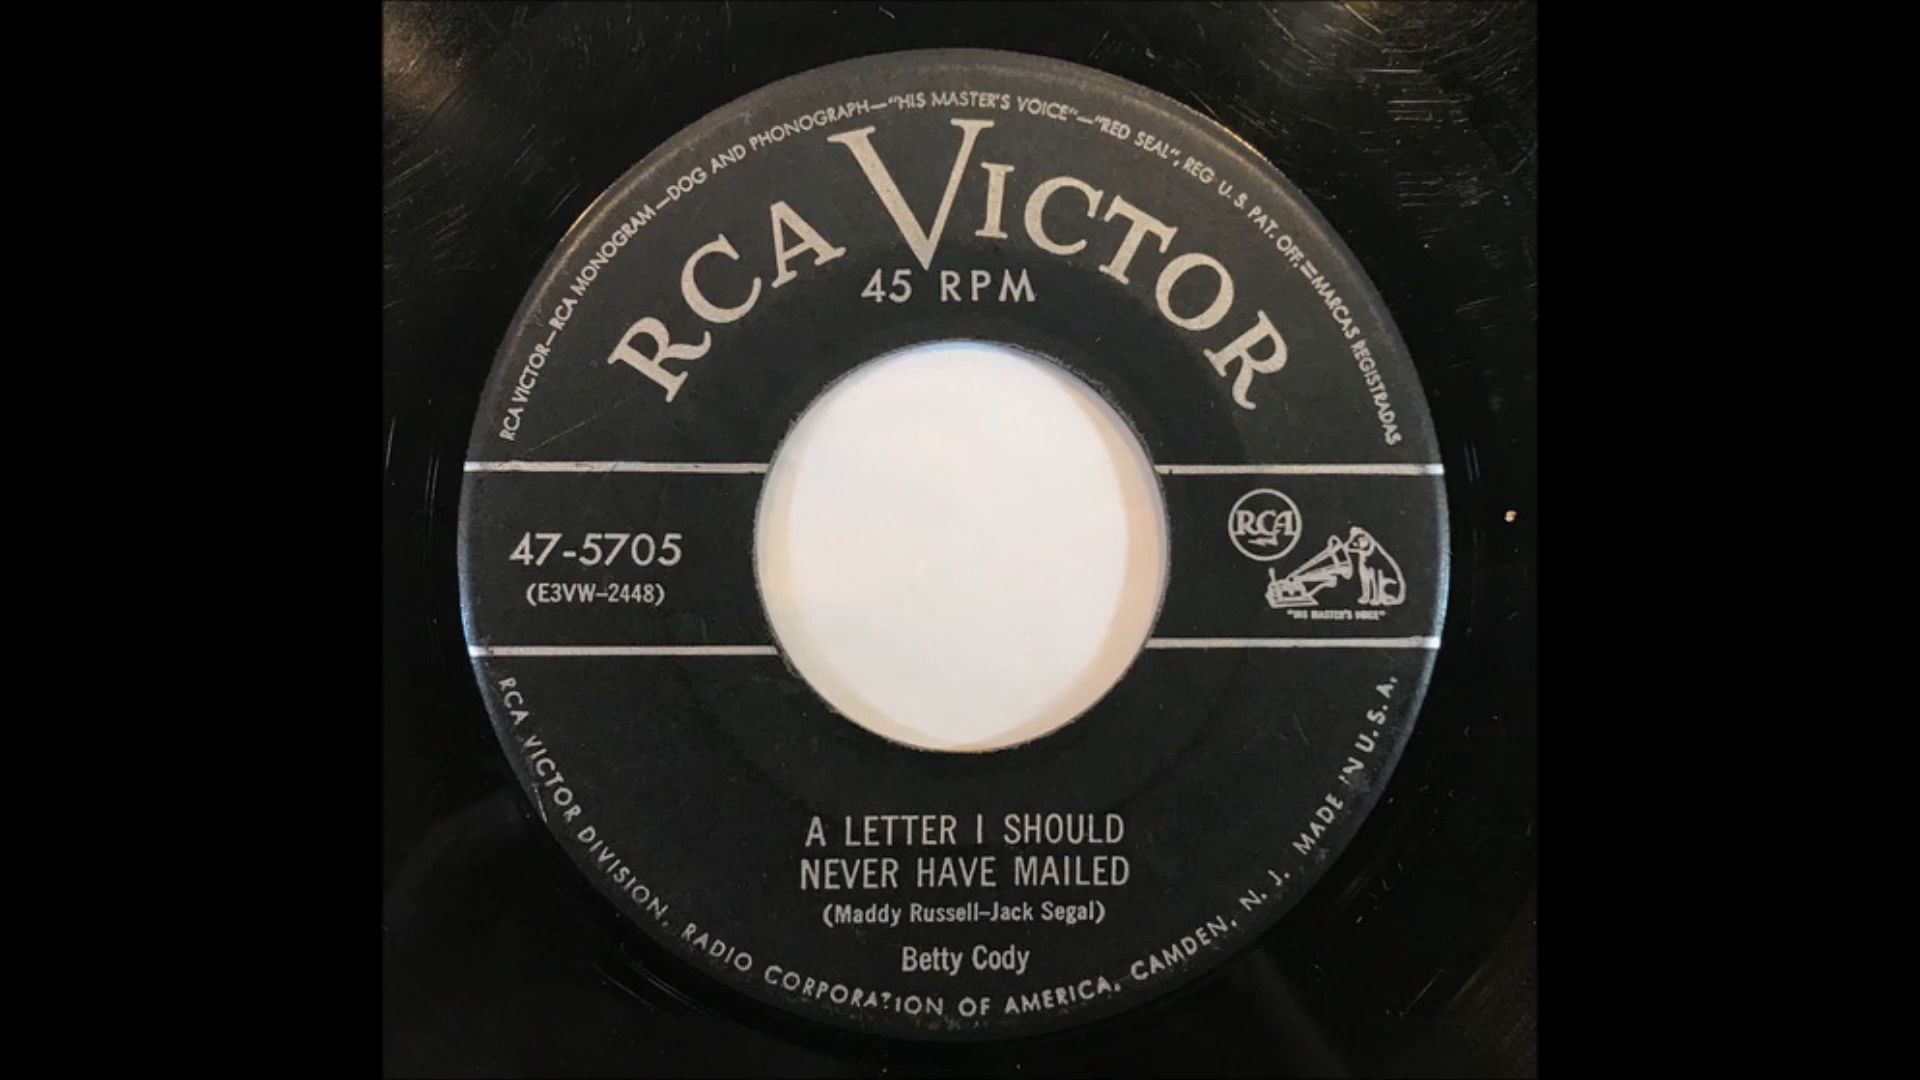 RCA VICTOR—RCA MONOGRAM—DOG AND PHONOGRAPH—"HIS MASTER'S VOICE"—"RED SEAL", REG U. S. PAT. OFF.=MARCAS REGISTRADAS
RCA VICTOR
45 RPM
47-5705
(E3VW-2448)
RCA
"HIS MASTER'S VOICE"
A LETTER I SHOULD
NEVER HAVE MAILED
(Maddy Russell-Jack Segal)
Betty Cody
RCA VICTOR DIVISION, RADIO CORPORATION OF AMERICA, CAMDEN, N. J. MADE IN U.S.A.